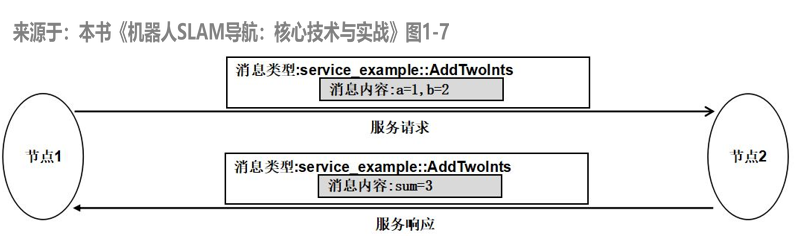 来源于：本书《机器人SLAM导航：核心技术与实战》图1-7
消息类型:service_example::AddTwoInts
消息内容:a=1,b=2
服务请求
节点1
节点2
消息类型:service_example::AddTwoInts
消息内容:sum=3
服务响应